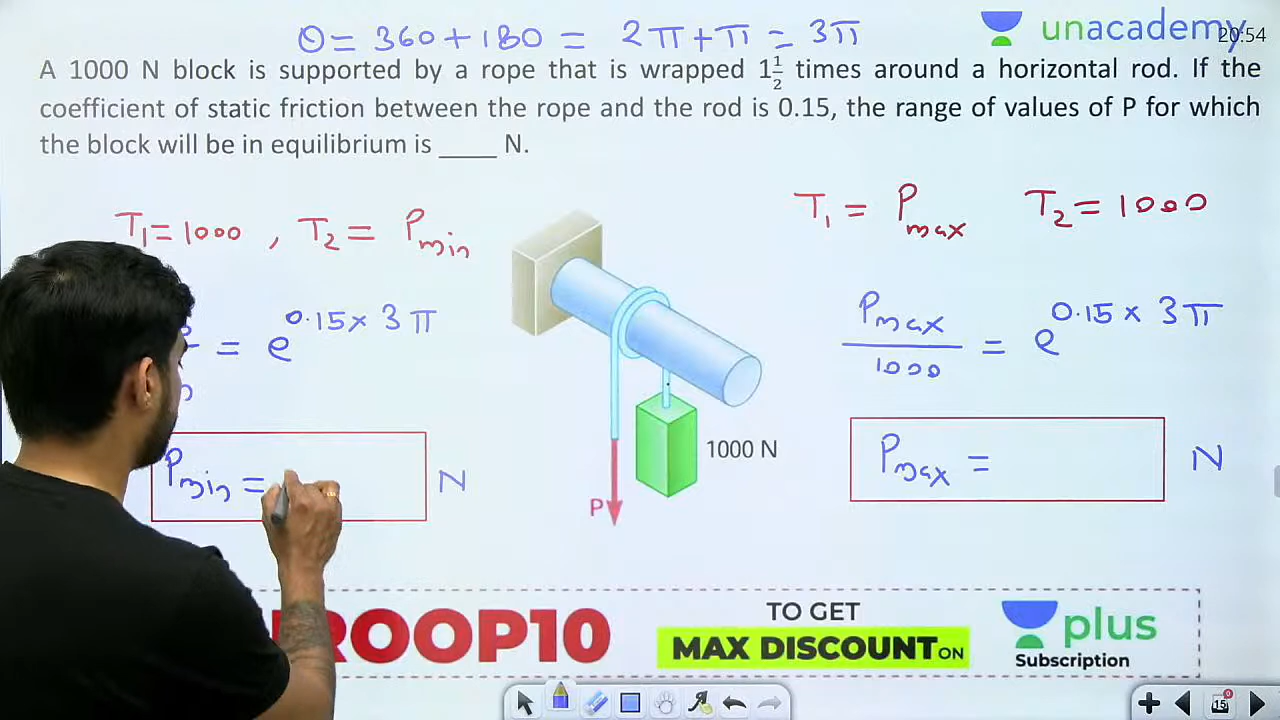 θ = 360 + 180 = 2π + π = 3π
unacademy
20:54
A 1000 N block is supported by a rope that is wrapped 1 1/2 times around a horizontal rod. If the
coefficient of static friction between the rope and the rod is 0.15, the range of values of P for which
the block will be in equilibrium is ____ N.
T₁ = 1000 , T₂ = Pmin
= e^(0.15 × 3π)
Pmin =
N
1000 N
P
T₁ = Pmax T₂ = 1000
Pmax / 1000 = e^(0.15 × 3π)
Pmax =
N
ROOP10
TO GET
MAX DISCOUNT ON
plus
Subscription
15